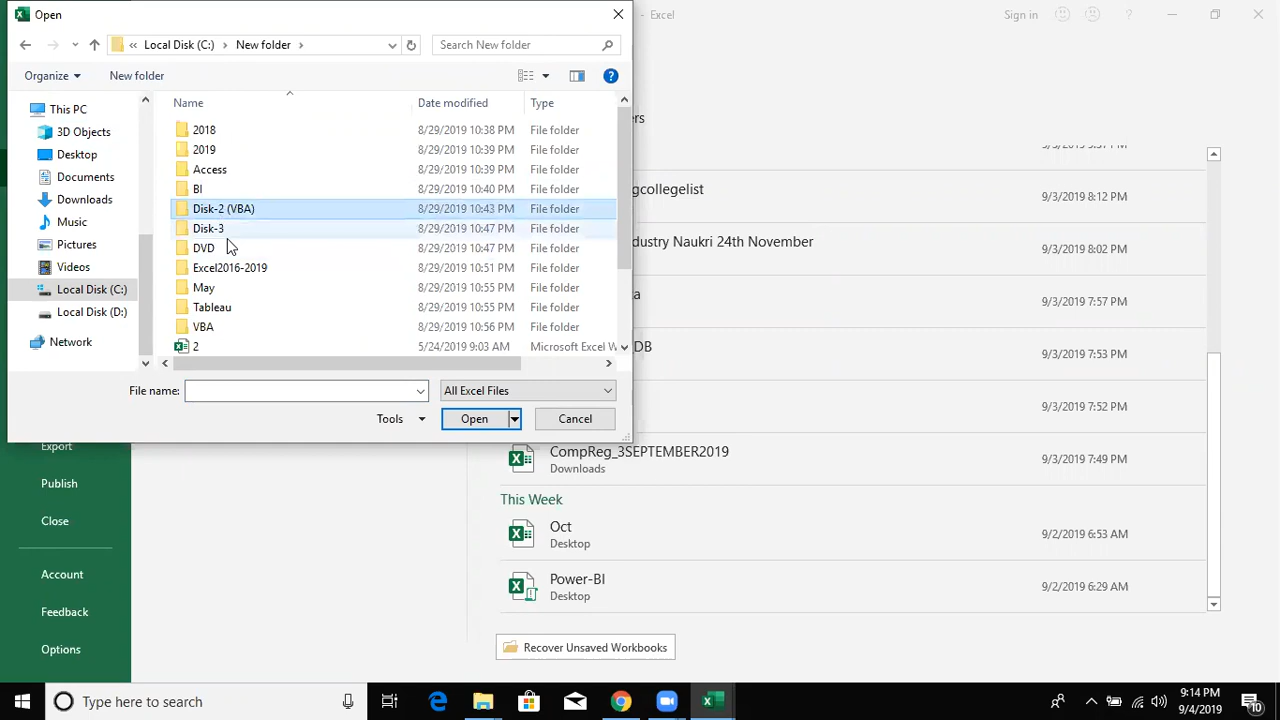 Open
- Excel
Sign in
Local Disk (C:)
New folder
Search New folder
Organize
New folder
This PC
3D Objects
Desktop
Documents
Downloads
Music
Pictures
Videos
Local Disk (C:)
Local Disk (D:)
Network
Name Date modified Type
2018 8/29/2019 10:38 PM File folder
2019 8/29/2019 10:39 PM File folder
Access 8/29/2019 10:39 PM File folder
BI 8/29/2019 10:40 PM File folder
Disk-2 (VBA) 8/29/2019 10:43 PM File folder
Disk-3 8/29/2019 10:47 PM File folder
DVD 8/29/2019 10:47 PM File folder
Excel2016-2019 8/29/2019 10:51 PM File folder
May 8/29/2019 10:55 PM File folder
Tableau 8/29/2019 10:55 PM File folder
VBA 8/29/2019 10:56 PM File folder
2 5/24/2019 9:03 AM Microsoft Excel W
File name: All Excel Files
Tools Open Cancel
ers
gcollegelist 9/3/2019 8:12 PM
dustry Naukri 24th November 9/3/2019 8:02 PM
a 9/3/2019 7:57 PM
_DB 9/3/2019 7:53 PM
9/3/2019 7:52 PM
CompReg_3SEPTEMBER2019 9/3/2019 7:49 PM
Downloads
This Week
Oct 9/2/2019 6:53 AM
Desktop
Power-BI 9/2/2019 6:29 AM
Desktop
Recover Unsaved Workbooks
Export
Publish
Close
Account
Feedback
Options
Type here to search
9:14 PM
9/4/2019
10